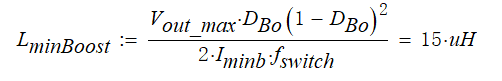 L_minBoost := V_out_max·D_Bo(1 − D_Bo)^2 / 2·I_minb·f_switch = 15·uH